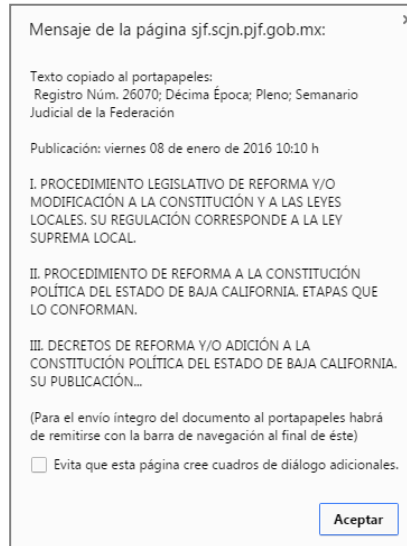 Mensaje de la página sjf.scjn.pjf.gob.mx:
Texto copiado al portapapeles:
Registro Núm. 26070; Décima Época; Pleno; Semanario
Judicial de la Federación
Publicación: viernes 08 de enero de 2016 10:10 h
I. PROCEDIMIENTO LEGISLATIVO DE REFORMA Y/O
MODIFICACIÓN A LA CONSTITUCIÓN Y A LAS LEYES
LOCALES. SU REGULACIÓN CORRESPONDE A LA LEY
SUPREMA LOCAL.
II. PROCEDIMIENTO DE REFORMA A LA CONSTITUCIÓN
POLÍTICA DEL ESTADO DE BAJA CALIFORNIA. ETAPAS QUE
LO CONFORMAN.
III. DECRETOS DE REFORMA Y/O ADICIÓN A LA
CONSTITUCIÓN POLÍTICA DEL ESTADO DE BAJA CALIFORNIA.
SU PUBLICACIÓN...
(Para el envío íntegro del documento al portapapeles habrá
de remitirse con la barra de navegación al final de éste)
Evita que esta página cree cuadros de diálogo adicionales.
Aceptar